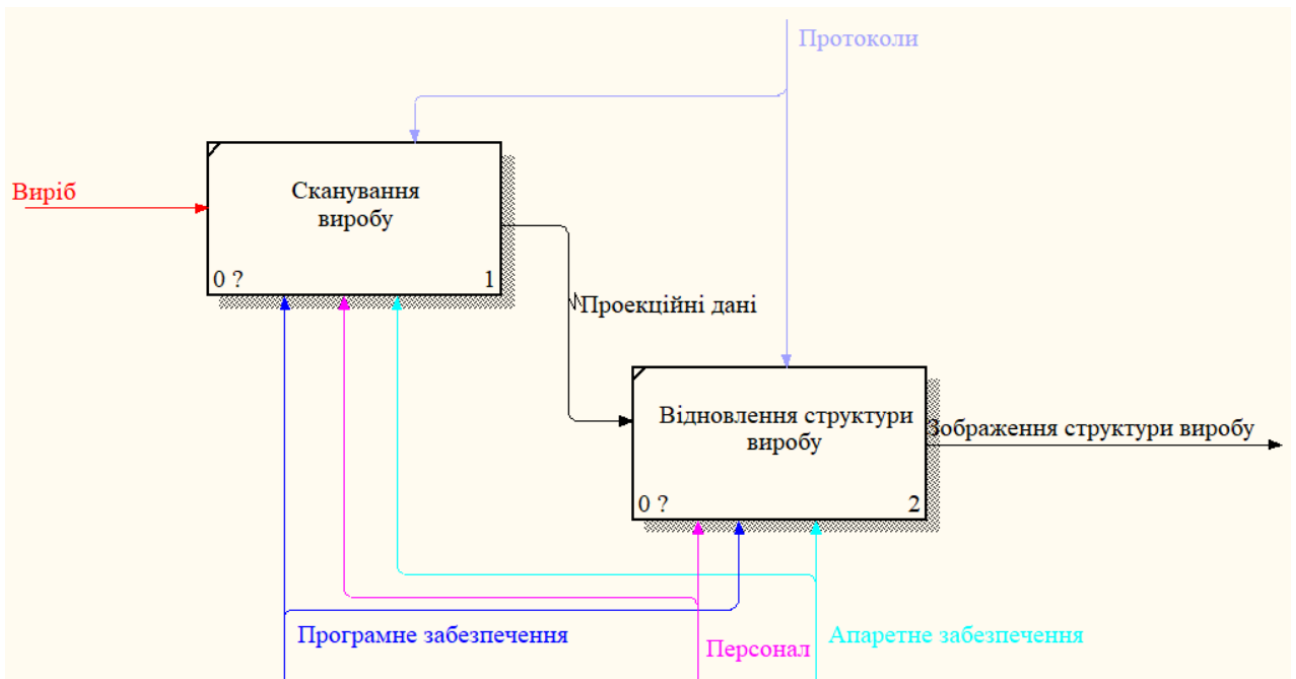 Протоколи
Виріб
Сканування
виробу
0 ?
1
Проекційні дані
Відновлення структури
виробу
0 ?
2
Зображення структури виробу
Програмне забезпечення
Персонал
Апаретне забезпечення